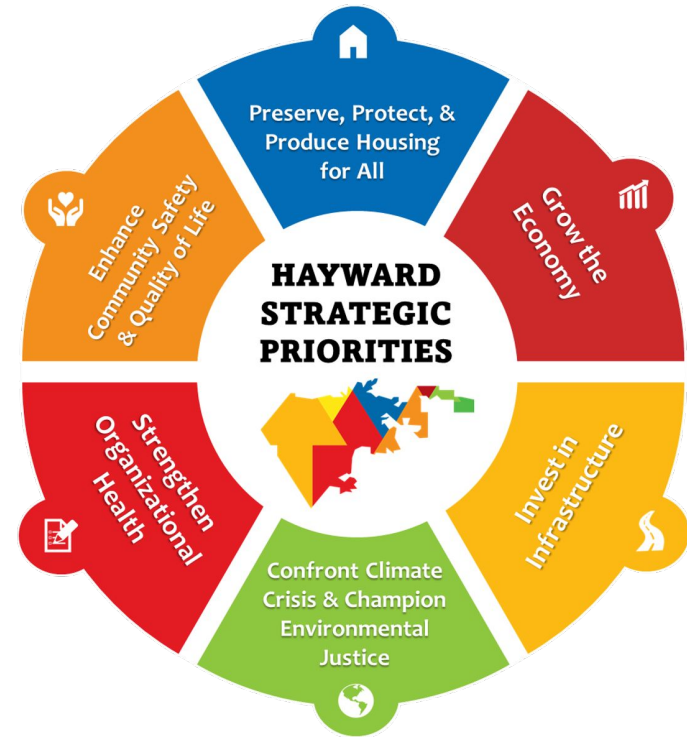 HAYWARD
STRATEGIC
PRIORITIES
Preserve, Protect, &
Produce Housing
for All
Grow the
Economy
Invest in
Infrastructure
Confront Climate
Crisis & Champion
Environmental
Justice
Strengthen
Organizational
Health
Enhance
Community Safety
& Quality of Life